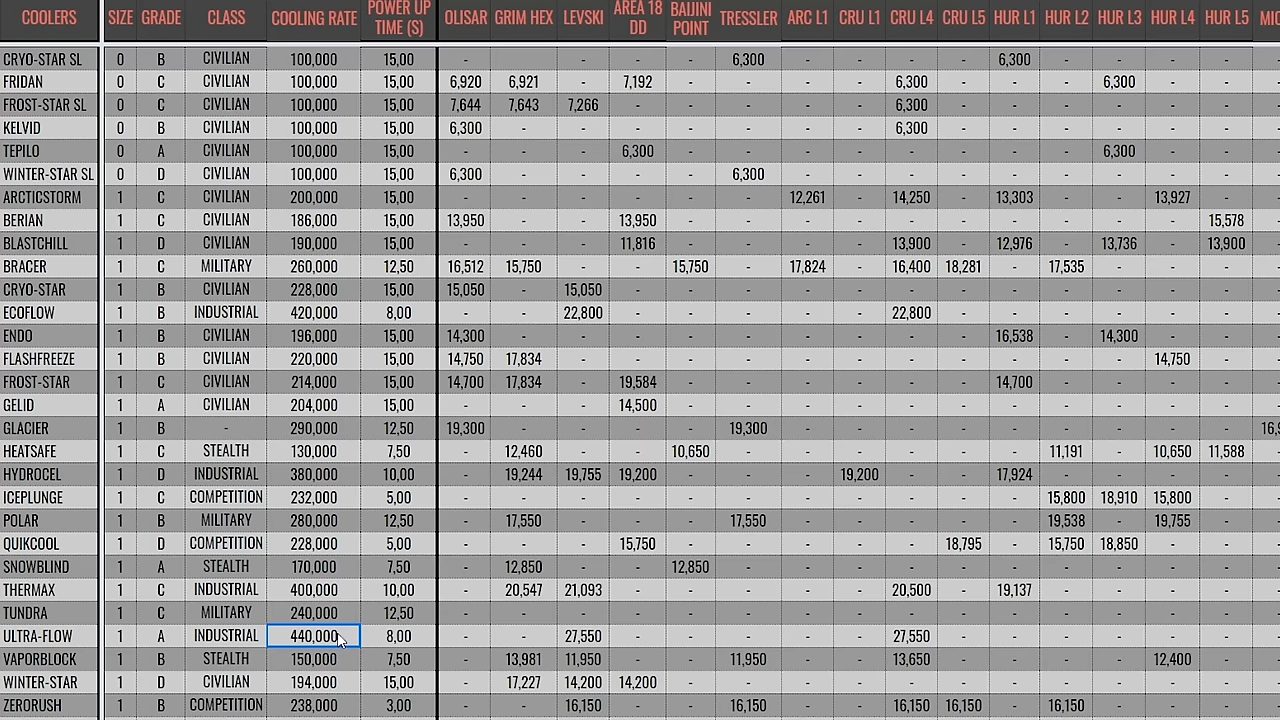 COOLERS SIZE GRADE CLASS COOLING RATE POWER UP TIME (S) OLISAR GRIM HEX LEVSKI AREA 18 DD BAIJINI POINT TRESSLER ARC L1 CRU L1 CRU L4 CRU L5 HUR L1 HUR L2 HUR L3 HUR L4 HUR L5 MIC
CRYO-STAR SL 0 B CIVILIAN 100,000 15,00 - - - - - 6,300 - - - - 6,300 - - - - -
FRIDAN 0 C CIVILIAN 100,000 15,00 6,920 6,921 - 7,192 - - - - 6,300 - - - 6,300 - - -
FROST-STAR SL 0 C CIVILIAN 100,000 15,00 7,644 7,643 7,266 - - - - - 6,300 - - - - - - -
KELVID 0 B CIVILIAN 100,000 15,00 6,300 - - - - - - - 6,300 - - - - - - -
TEPILO 0 A CIVILIAN 100,000 15,00 - - - 6,300 - - - - - - - - 6,300 - - -
WINTER-STAR SL 0 D CIVILIAN 100,000 15,00 6,300 - - - - 6,300 - - - - - - - - - -
ARCTICSTORM 1 C CIVILIAN 200,000 15,00 - - - - - - 12,261 - 14,250 - 13,303 - - 13,927 - -
BERIAN 1 C CIVILIAN 186,000 15,00 13,950 - - 13,950 - - - - - - - - - - 15,578 -
BLASTCHILL 1 D CIVILIAN 190,000 15,00 - - - 11,816 - - - - 13,900 - 12,976 - 13,736 - 13,900 -
BRACER 1 C MILITARY 260,000 12,50 16,512 15,750 - - 15,750 - 17,824 - 16,400 18,281 - 17,535 - - - -
CRYO-STAR 1 B CIVILIAN 228,000 15,00 15,050 - 15,050 - - - - - - - - - - - - -
ECOFLOW 1 B INDUSTRIAL 420,000 8,00 - - 22,800 - - - - - 22,800 - - - - - - -
ENDO 1 B CIVILIAN 196,000 15,00 14,300 - - - - - - - - - 16,538 - 14,300 - - -
FLASHFREEZE 1 B CIVILIAN 220,000 15,00 14,750 17,834 - - - - - - - - - - - 14,750 - -
FROST-STAR 1 C CIVILIAN 214,000 15,00 14,700 17,834 - 19,584 - - - - - - 14,700 - - - - -
GELID 1 A CIVILIAN 204,000 15,00 - - - 14,500 - - - - - - - - - - - -
GLACIER 1 B - 290,000 12,50 19,300 - - - - 19,300 - - - - - - - - - 16,9
HEATSAFE 1 C STEALTH 130,000 7,50 - 12,460 - - 10,650 - - - - - - 11,191 - 10,650 11,588 -
HYDROCEL 1 D INDUSTRIAL 380,000 10,00 - 19,244 19,755 19,200 - - - 19,200 - - 17,924 - - - - -
ICEPLUNGE 1 C COMPETITION 232,000 5,00 - - - - - - - - - - - 15,800 18,910 15,800 - -
POLAR 1 B MILITARY 280,000 12,50 - 17,550 - - - 17,550 - - - - - 19,538 - 19,755 - -
QUIKCOOL 1 D COMPETITION 228,000 5,00 - - - 15,750 - - - - - 18,795 - 15,750 18,850 - - -
SNOWBLIND 1 A STEALTH 170,000 7,50 - 12,850 - - 12,850 - - - - - - - - - - -
THERMAX 1 C INDUSTRIAL 400,000 10,00 - 20,547 21,093 - - - - - 20,500 - 19,137 - - - - -
TUNDRA 1 C MILITARY 240,000 12,50 - - - - - - - - - - - - - - - -
ULTRA-FLOW 1 A INDUSTRIAL 440,000 8,00 - - 27,550 - - - - - 27,550 - - - - - - -
VAPORBLOCK 1 B STEALTH 150,000 7,50 - 13,981 11,950 - - 11,950 - - 13,650 - - - - 12,400 - -
WINTER-STAR 1 D CIVILIAN 194,000 15,00 - 17,227 14,200 14,200 - - - - - - - - - - - -
ZERORUSH 1 B COMPETITION 238,000 3,00 - - 16,150 - - 16,150 - - 16,150 16,150 - 16,150 - - - -